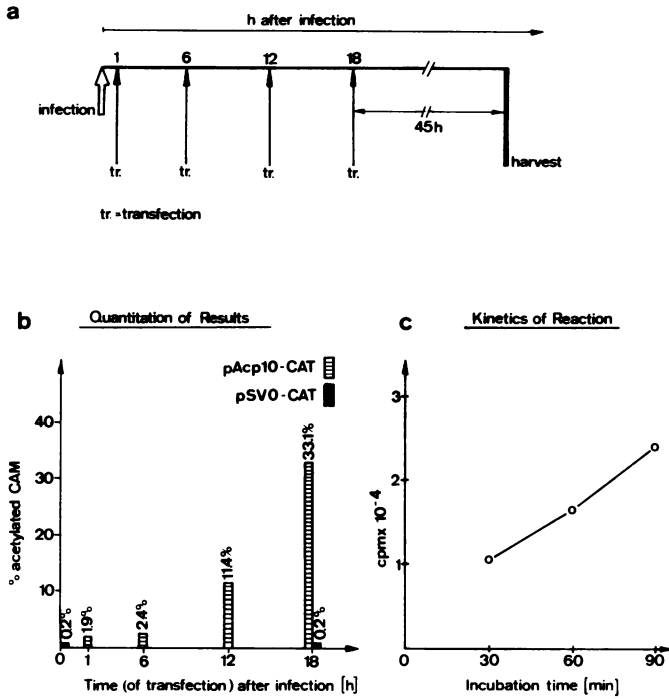 a
h after infection
1 6 12 18
infection
45h
tr. tr. tr. tr.
harvest
tr. = transfection
b
Quantitation of Results
pAcp10-CAT
pSV0-CAT
% acetylated CAM
40
30
20
10
0.2%
1.9%
2.4%
11.4%
33.1%
0.2%
0 1 6 12 18
Time (of transfection) after infection [h]
c
Kinetics of Reaction
cpm x 10⁻⁴
3
2
1
0 30 60 90
Incubation time [min]